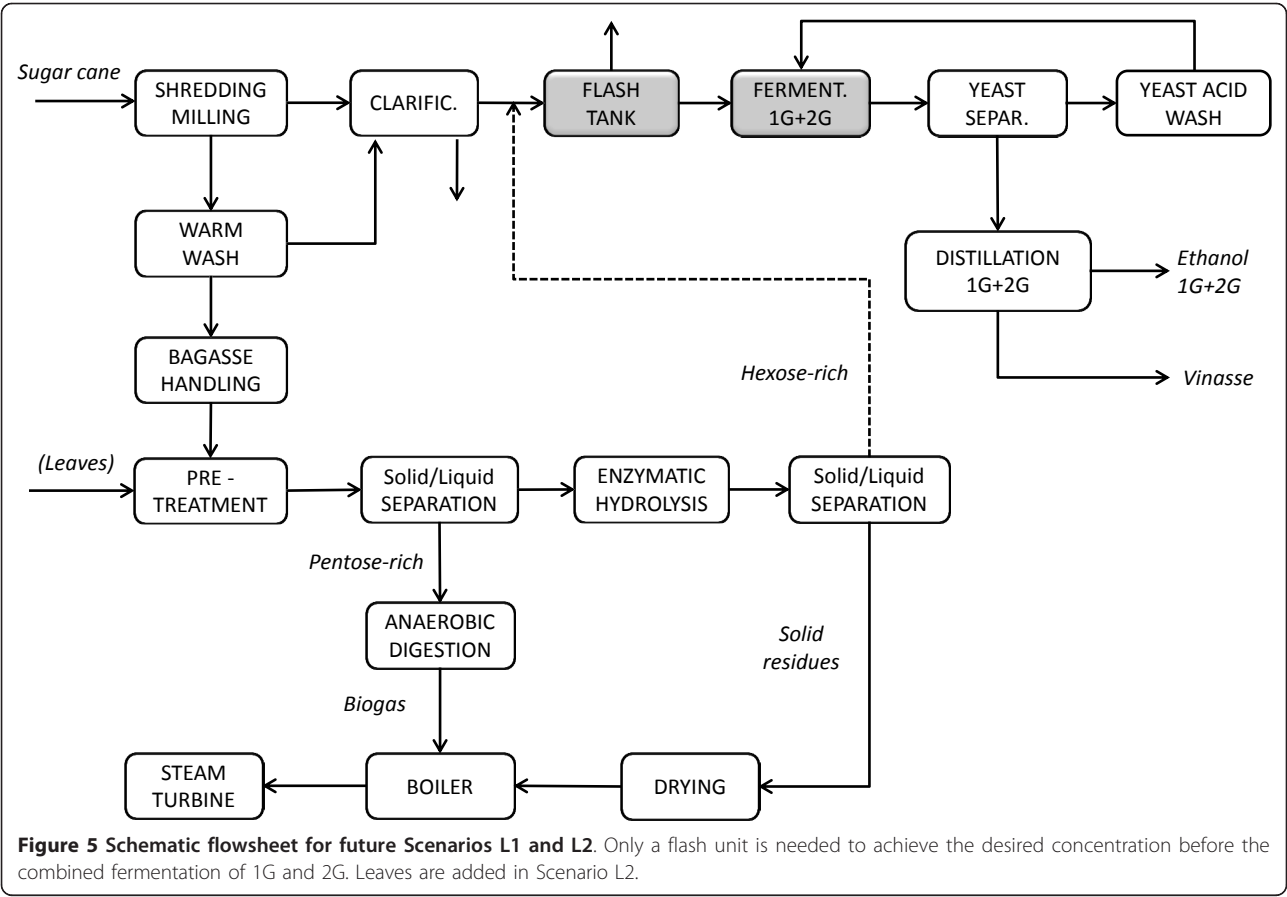 Sugar cane
SHREDDING
MILLING
CLARIFIC.
FLASH
TANK
FERMENT.
1G+2G
YEAST
SEPAR.
YEAST ACID
WASH
WARM
WASH
DISTILLATION
1G+2G
Ethanol
1G+2G
BAGASSE
HANDLING
Hexose-rich
Vinasse
(Leaves)
PRE -
TREATMENT
Solid/Liquid
SEPARATION
ENZYMATIC
HYDROLYSIS
Solid/Liquid
SEPARATION
Pentose-rich
ANAEROBIC
DIGESTION
Solid
residues
Biogas
STEAM
TURBINE
BOILER
DRYING
Figure 5 Schematic flowsheet for future Scenarios L1 and L2. Only a flash unit is needed to achieve the desired concentration before the
combined fermentation of 1G and 2G. Leaves are added in Scenario L2.